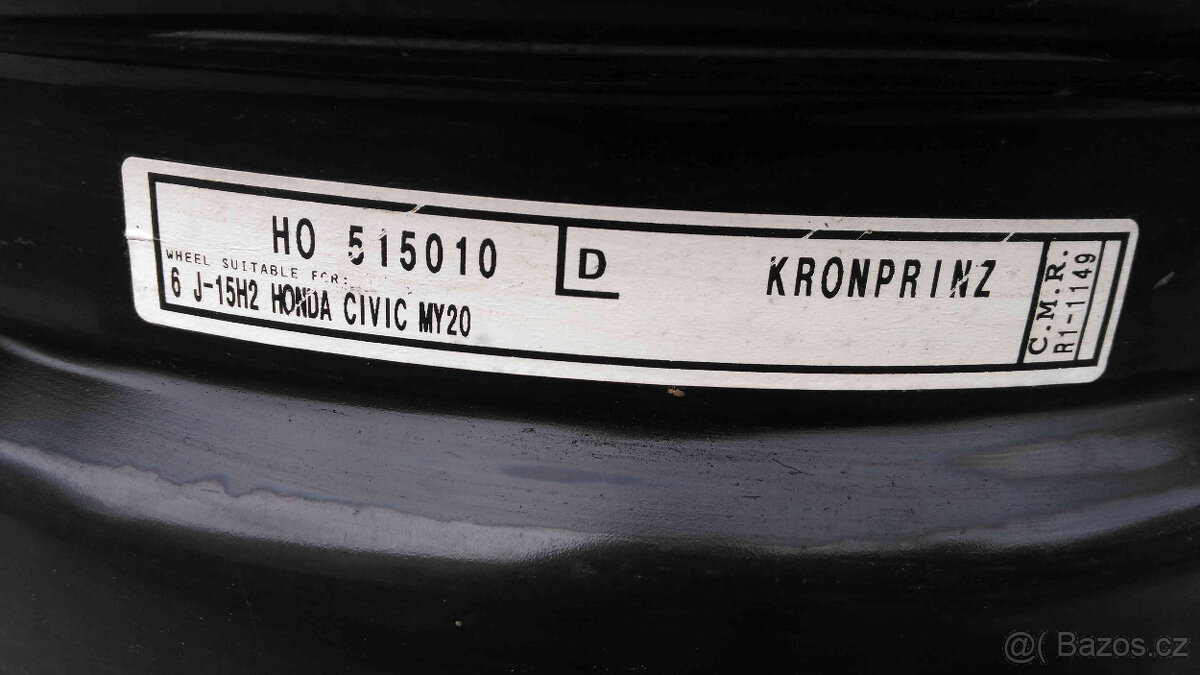 HO 515010
WHEEL SUITABLE FOR:
6 J-15H2 HONDA CIVIC MY20
D
KRONPRINZ
C.M.R.
R1-1149
@( Bazos.cz